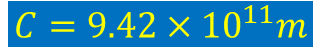 C = 9.42 × 10¹¹m